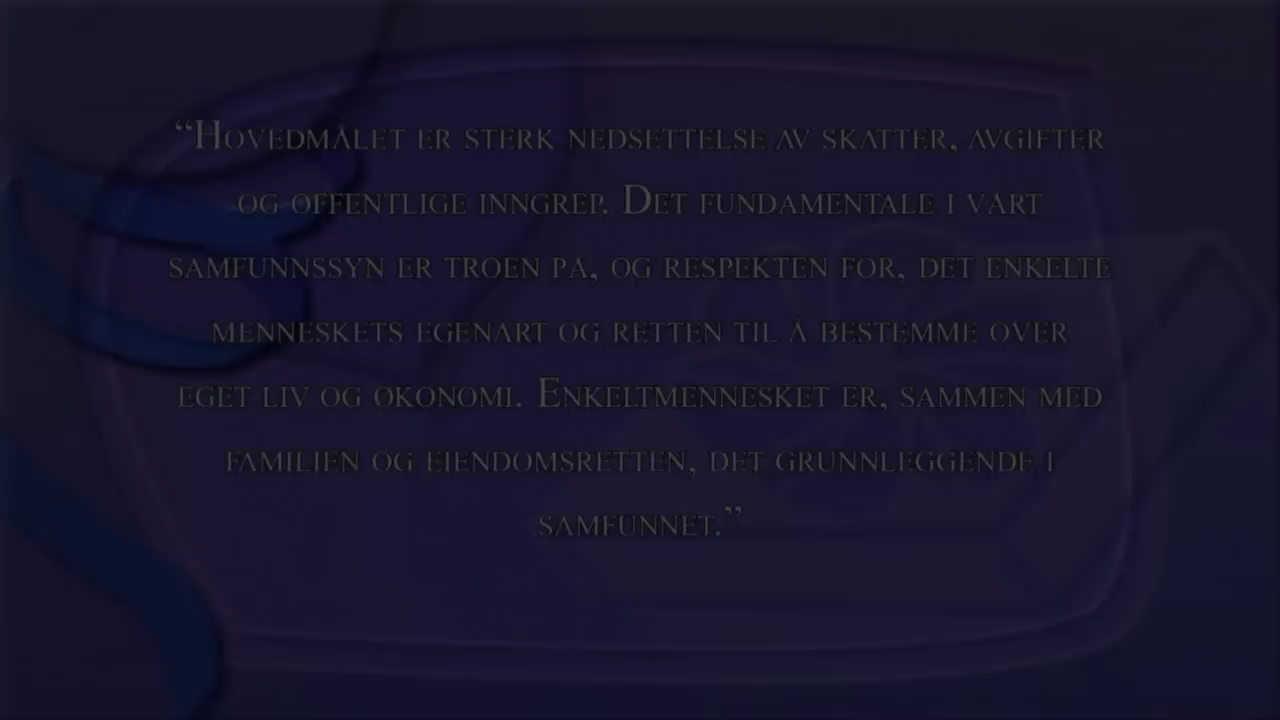 “Hovedmålet er sterk nedsettelse av skatter, avgifter
og offentlige inngrep. Det fundamentale i vårt
samfunnssyn er troen på, og respekten for, det enkelte
menneskets egenart og retten til å bestemme over
eget liv og økonomi. Enkeltmennesket er, sammen med
familien og eiendomsretten, det grunnleggende i
samfunnet.”